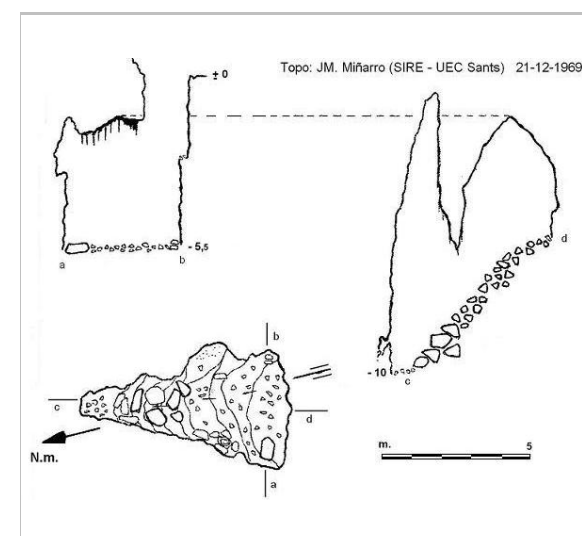 Topo: JM. Miñarro (SIRE - UEC Sants) 21-12-1969
± 0
a
b
- 5,5
d
- 10
c
b
c
d
N.m.
a
m.
5